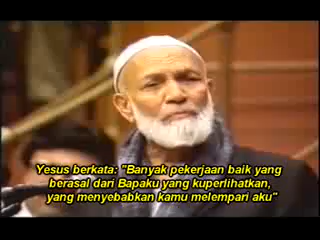 Yesus berkata: "Banyak pekerjaan baik yang
berasal dari Bapaku yang kuperlihatkan,
yang menyebabkan kamu melempari aku"